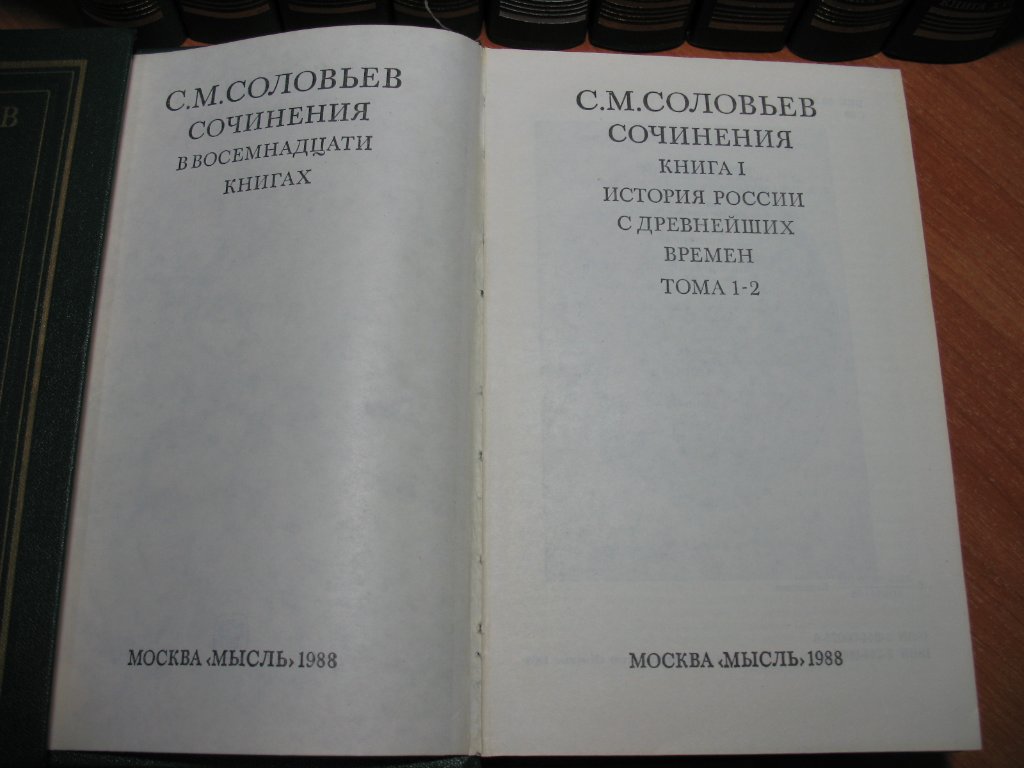 С.М.СОЛОВЬЕВ
СОЧИНЕНИЯ
В ВОСЕМНАДЦАТИ
КНИГАХ
МОСКВА «МЫСЛЬ» 1988
С.М.СОЛОВЬЕВ
СОЧИНЕНИЯ
КНИГА I
ИСТОРИЯ РОССИИ
С ДРЕВНЕЙШИХ
ВРЕМЕН
ТОМА 1-2
МОСКВА «МЫСЛЬ» 1988